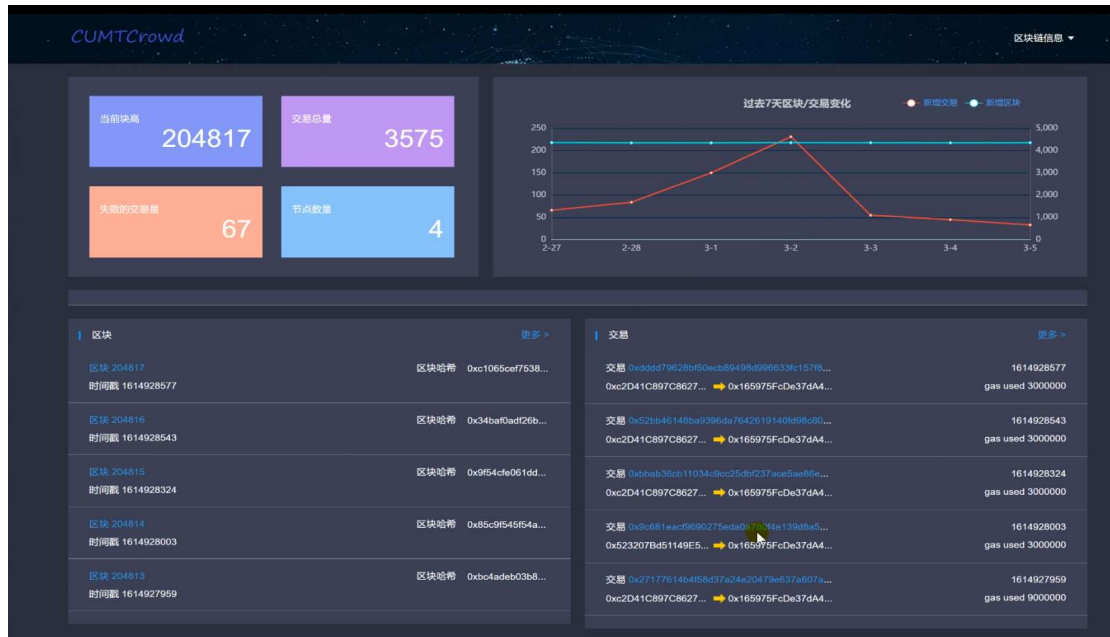 CUMTCrowd
区块链信息
当前块高
204817
交易总量
3575
失败的交易量
67
节点数量
4
过去7天区块/交易变化
新增交易
新增区块
250
200
150
100
50
0
5,000
4,000
3,000
2,000
1,000
0
2-27 2-28 3-1 3-2 3-3 3-4 3-5
区块 更多 >
区块 204817 区块哈希 0xc1065cef7538...
时间戳 1614928577
区块 204816 区块哈希 0x34baf0adf26b...
时间戳 1614928543
区块 204815 区块哈希 0x9f54cfe061dd...
时间戳 1614928324
区块 204814 区块哈希 0x85c9f545f54a...
时间戳 1614928003
区块 204813 区块哈希 0xbc4adeb03b8...
时间戳 1614927959
交易 更多 >
交易 0xdddd79628bf50ecb89498d996633fc157f8... 1614928577
0xc2D41C897C8627... 0x165975FcDe37dA4... gas used 3000000
交易 0x52bb46148ba9396da7642619140fd98c80... 1614928543
0xc2D41C897C8627... 0x165975FcDe37dA4... gas used 3000000
交易 0xbbab36cb11034c9cc25dbf237ace5ae86e... 1614928324
0xc2D41C897C8627... 0x165975FcDe37dA4... gas used 3000000
交易 1614928003
0x523207Bd51149E5... 0x165975FcDe37dA4... gas used 3000000
交易 0x27177614b4f58d37a24e20479e637a607a... 1614927959
0xc2D41C897C8627... 0x165975FcDe37dA4... gas used 9000000